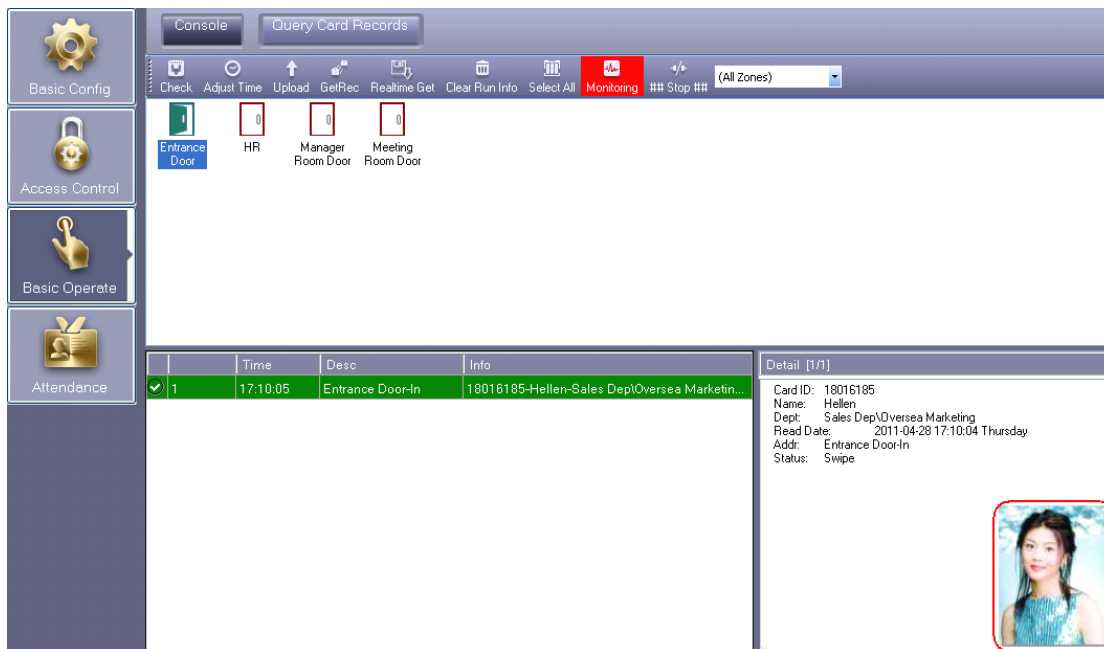 Console
Query Card Records
Basic Config
Check
Adjust Time
Upload
GetRec
Realtime Get
Clear Run Info
Select All
Monitoring
## Stop ##
(All Zones)
Entrance
Door
HR
Manager
Room Door
Meeting
Room Door
Access Control
Basic Operate
Attendance
Time
Desc
Info
1
17:10:05
Entrance Door-In
18016185-Hellen-Sales Dep\Oversea Marketin...
Detail [1/1]
Card ID: 18016185
Name: Hellen
Dept: Sales Dep\Oversea Marketing
Read Date: 2011-04-28 17:10:04 Thursday
Addr: Entrance Door-In
Status: Swipe